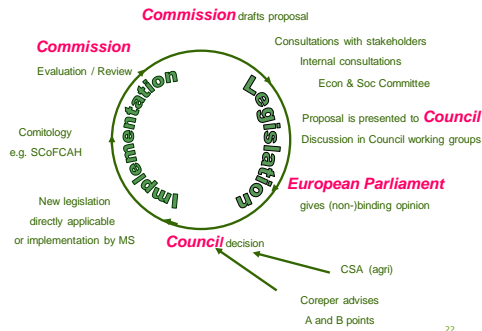 Commission drafts proposal
Consultations with stakeholders
Internal consultations
Econ & Soc Committee
Proposal is presented to Council
Discussion in Council working groups
European Parliament
gives (non-)binding opinion
Legislation
Council decision
CSA (agri)
Coreper advises
A and B points
New legislation
directly applicable
or implementation by MS
Comitology
e.g. SCoFCAH
Implementation
Commission
Evaluation / Review
22